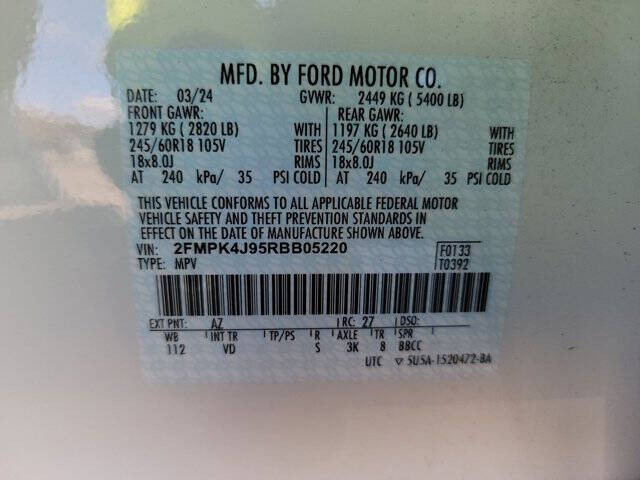 MFD. BY FORD MOTOR CO.
DATE: 03/24 GVWR: 2449 KG ( 5400 LB)
FRONT GAWR: REAR GAWR:
1279 KG ( 2820 LB) WITH 1197 KG ( 2640 LB) WITH
245/60R18 105V TIRES 245/60R18 105V TIRES
18x8.0J RIMS 18x8.0J RIMS
AT 240 kPa/ 35 PSI COLD AT 240 kPa/ 35 PSI COLD
THIS VEHICLE CONFORMS TO ALL APPLICABLE FEDERAL MOTOR
VEHICLE SAFETY AND THEFT PREVENTION STANDARDS IN
EFFECT ON THE DATE OF MANUFACTURE SHOWN ABOVE.
VIN: 2FMPK4J95RBB05220 F0133
TYPE: MPV T0392
EXT PNT: AZ RC: 27 DSO:
WB INT TR TP/PS R AXLE TR SPR
112 VD S 3K 8 BBCC
UTC ▽ 5U5A-1520472-BA